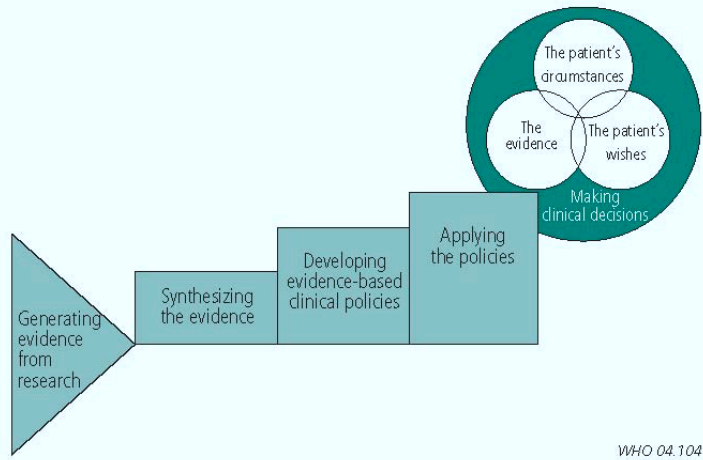 The patient's
circumstances
The
evidence
The patient's
wishes
Making
clinical decisions
Applying
the policies
Developing
evidence-based
clinical policies
Synthesizing
the evidence
Generating
evidence
from
research
WHO 04.104